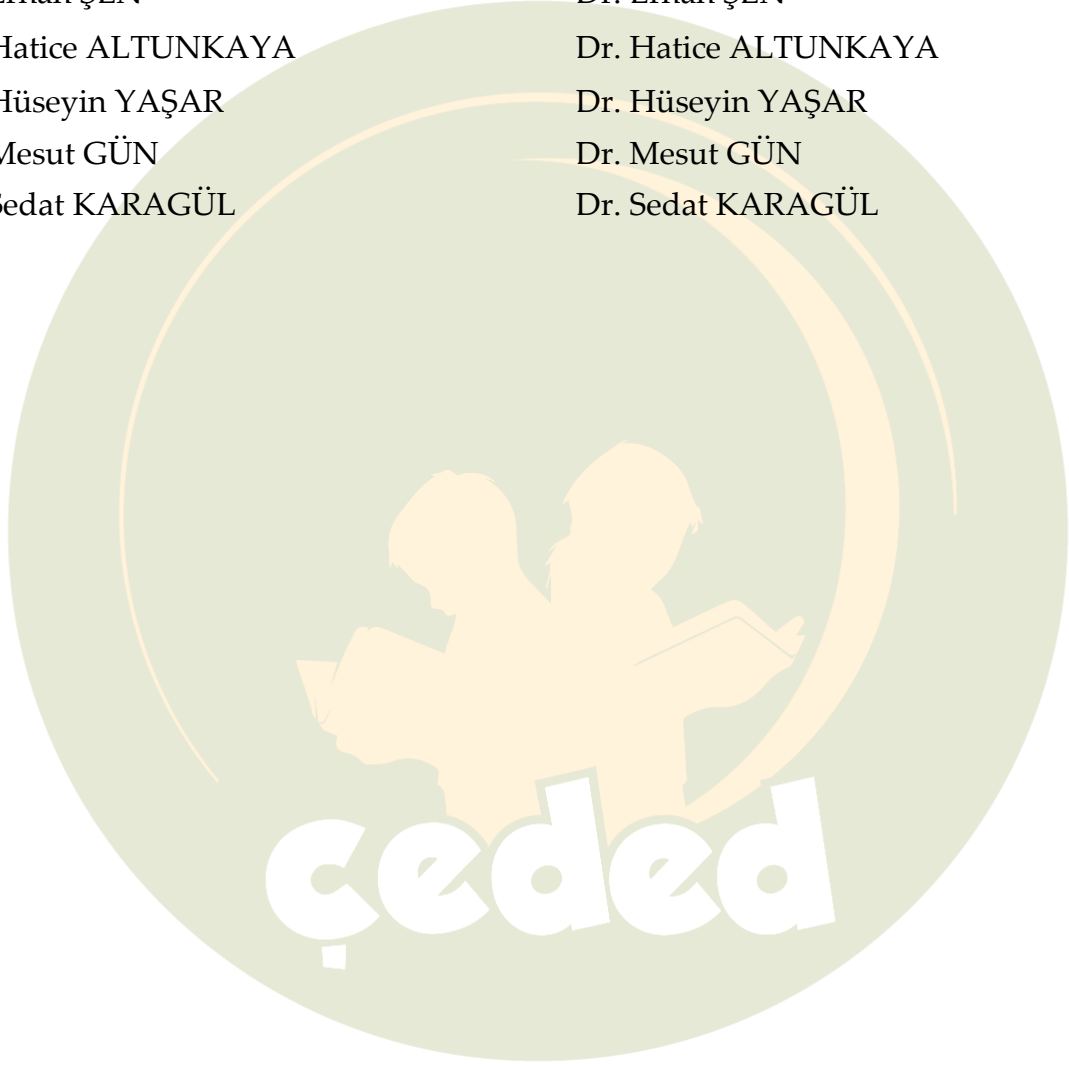 Hatice ALTUNKAYA Dr. Hatice ALTUNKAYA
Hüseyin YAŞAR Dr. Hüseyin YAŞAR
Mesut GÜN Dr. Mesut GÜN
Sedat KARAGÜL Dr. Sedat KARAGÜL
çeded